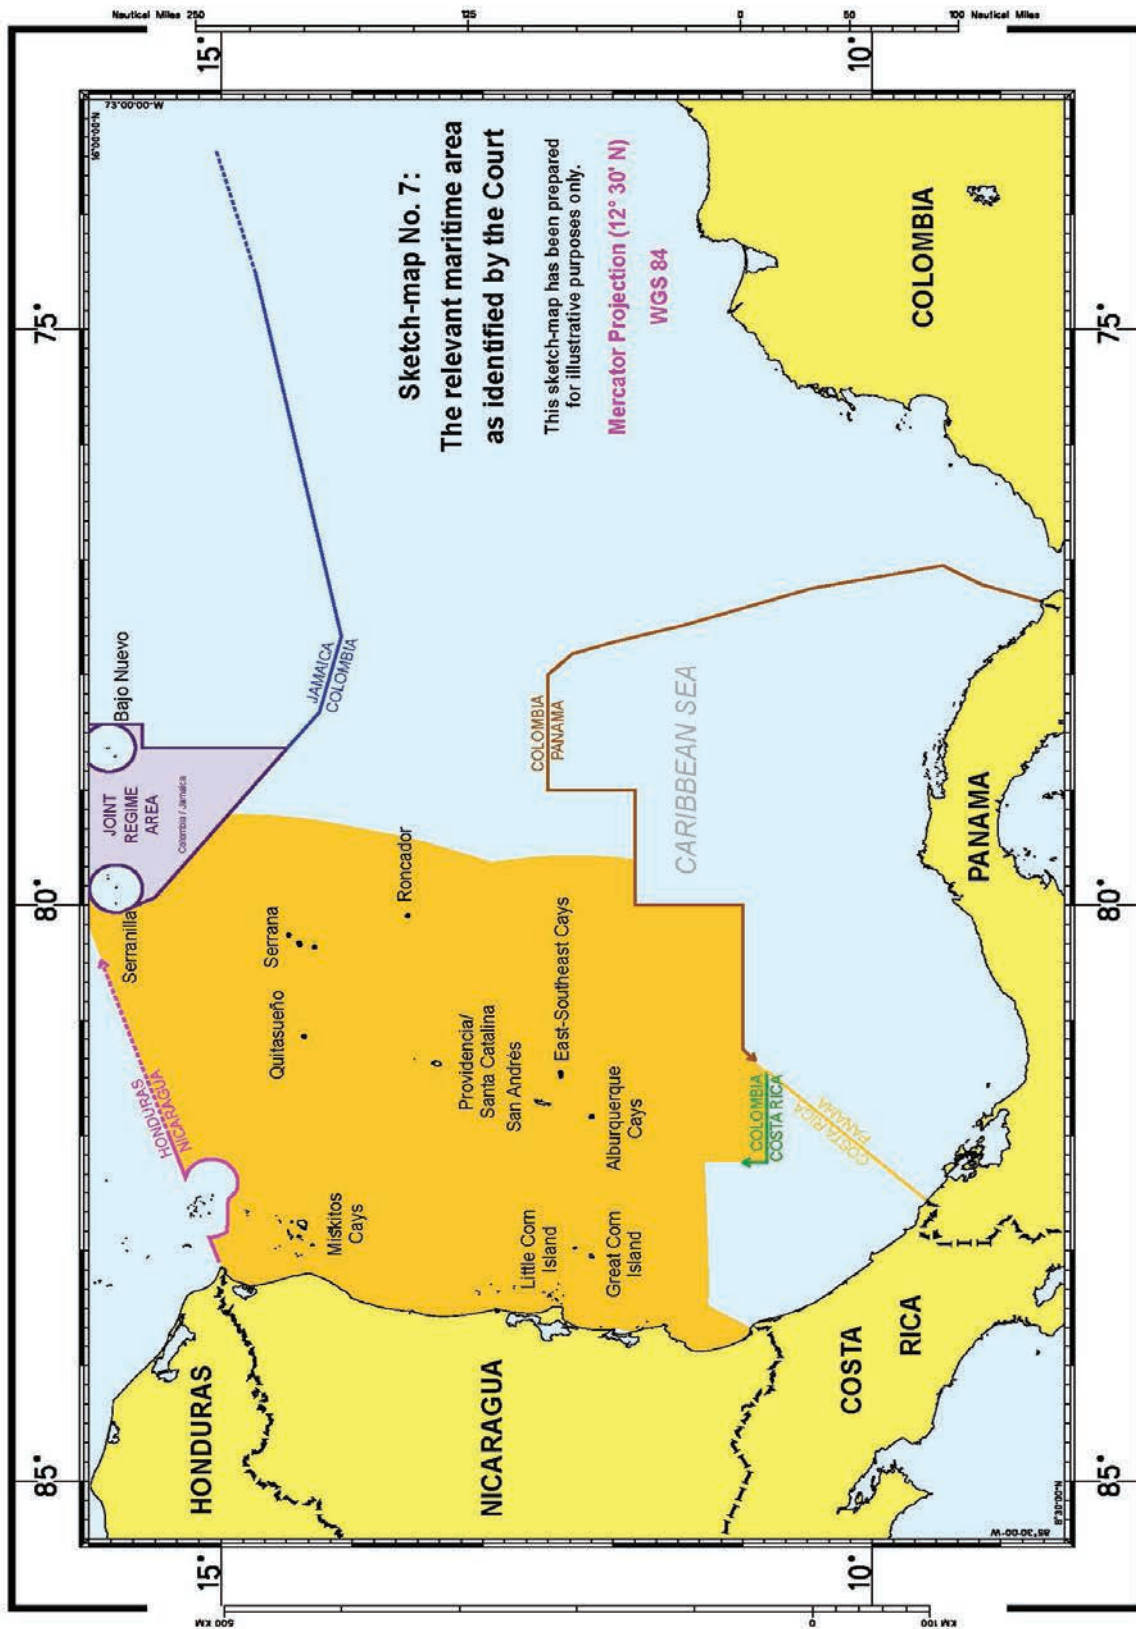 Sketch-map No. 7:
The relevant maritime area
as identified by the Court
This sketch-map has been prepared
for illustrative purposes only.
Mercator Projection (12° 30' N)
WGS 84
85°
80°
75°
85°
80°
75°
15°
10°
15°
10°
16°00'00"N
73°00'00"W
85°30'00"W
8°30'00"N
Nautical Miles 250
125
0
50
100 Nautical Miles
500 KM
0
KM 100
HONDURAS
NICARAGUA
COSTA
RICA
PANAMA
COLOMBIA
CARIBBEAN SEA
HONDURAS
NICARAGUA
JOINT
REGIME
AREA
Colombia / Jamaica
Bajo Nuevo
Serranilla
JAMAICA
COLOMBIA
Quitasueño
Serrana
Roncador
Miskitos
Cays
Providencia/
Santa Catalina
San Andrés
East-Southeast Cays
Alburquerque
Cays
Little Corn
Island
Great Corn
Island
COLOMBIA
PANAMA
COLOMBIA
COSTA RICA
COSTA RICA
PANAMA